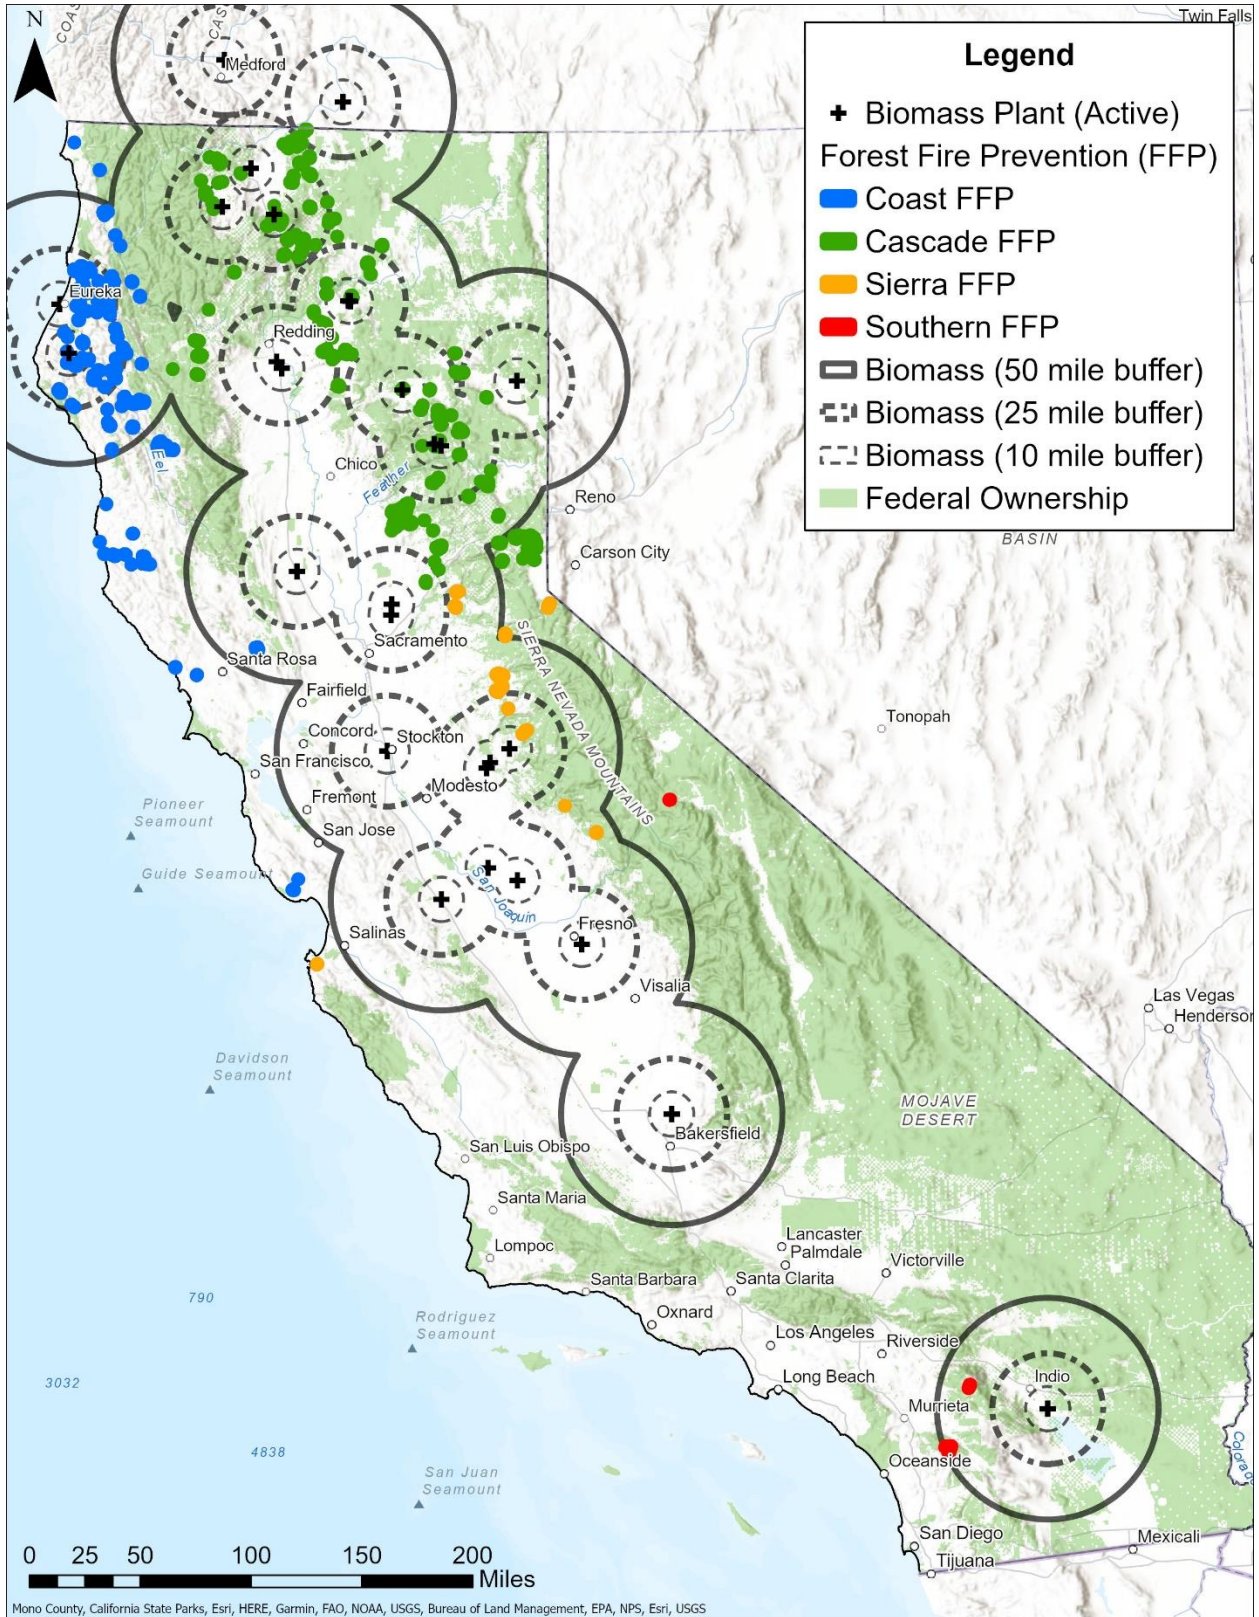 N
COAS
CAS
Twin Falls
Medford
Legend
Biomass Plant (Active)
Forest Fire Prevention (FFP)
Coast FFP
Cascade FFP
Sierra FFP
Southern FFP
Biomass (50 mile buffer)
Biomass (25 mile buffer)
Biomass (10 mile buffer)
Federal Ownership
Eureka
Redding
Eel
Chico
Feather
Reno
Carson City
BASIN
Sacramento
Santa Rosa
SIERRA NEVADA MOUNTAINS
Fairfield
Concord
Stockton
San Francisco
Modesto
Tonopah
Pioneer
Seamount
Fremont
San Jose
Guide Seamount
San Joaquin
Salinas
Fresno
Visalia
Las Vegas
Henderson
Davidson
Seamount
MOJAVE
DESERT
Bakersfield
San Luis Obispo
Santa Maria
Lompoc
Lancaster
Palmdale
Victorville
Santa Barbara
Santa Clarita
790
Rodriguez
Seamount
Oxnard
Los Angeles
Riverside
3032
Long Beach
Indio
Murrieta
4838
Oceanside
Colorado
San Juan
Seamount
San Diego
Mexicali
Tijuana
0 25 50 100 150 200
Miles
Mono County, California State Parks, Esri, HERE, Garmin, FAO, NOAA, USGS, Bureau of Land Management, EPA, NPS, Esri, USGS